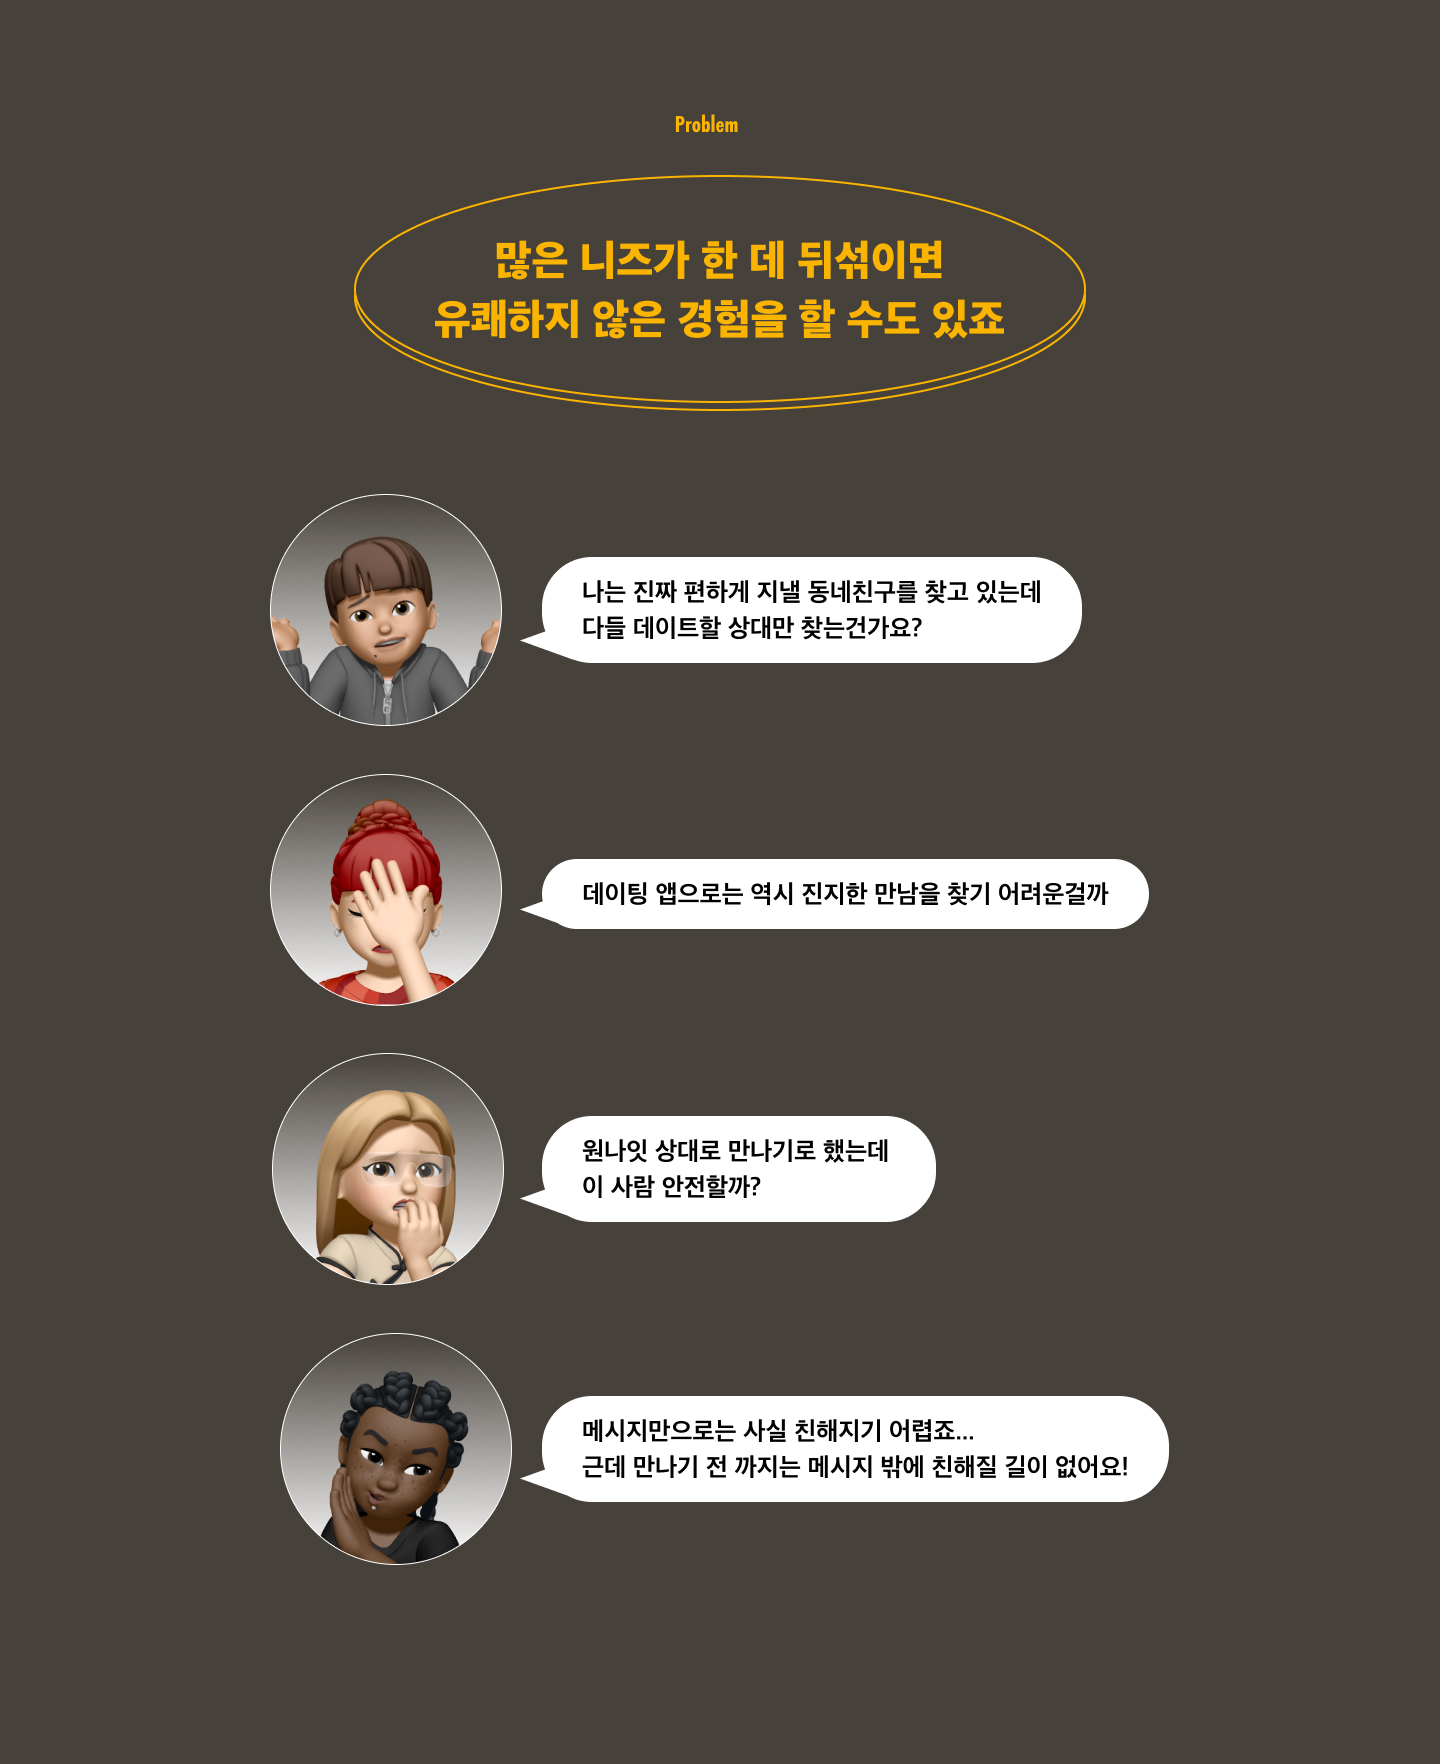 Problem
많은 니즈가 한 데 뒤섞이면
유쾌하지 않은 경험을 할 수도 있죠
나는 진짜 편하게 지낼 동네친구를 찾고 있는데
다들 데이트할 상대만 찾는건가요?
데이팅 앱으로는 역시 진지한 만남을 찾기 어려운걸까
원나잇 상대로 만나기로 했는데
이 사람 안전할까?
메시지만으로는 사실 친해지기 어렵죠...
근데 만나기 전 까지는 메시지 밖에 친해질 길이 없어요!